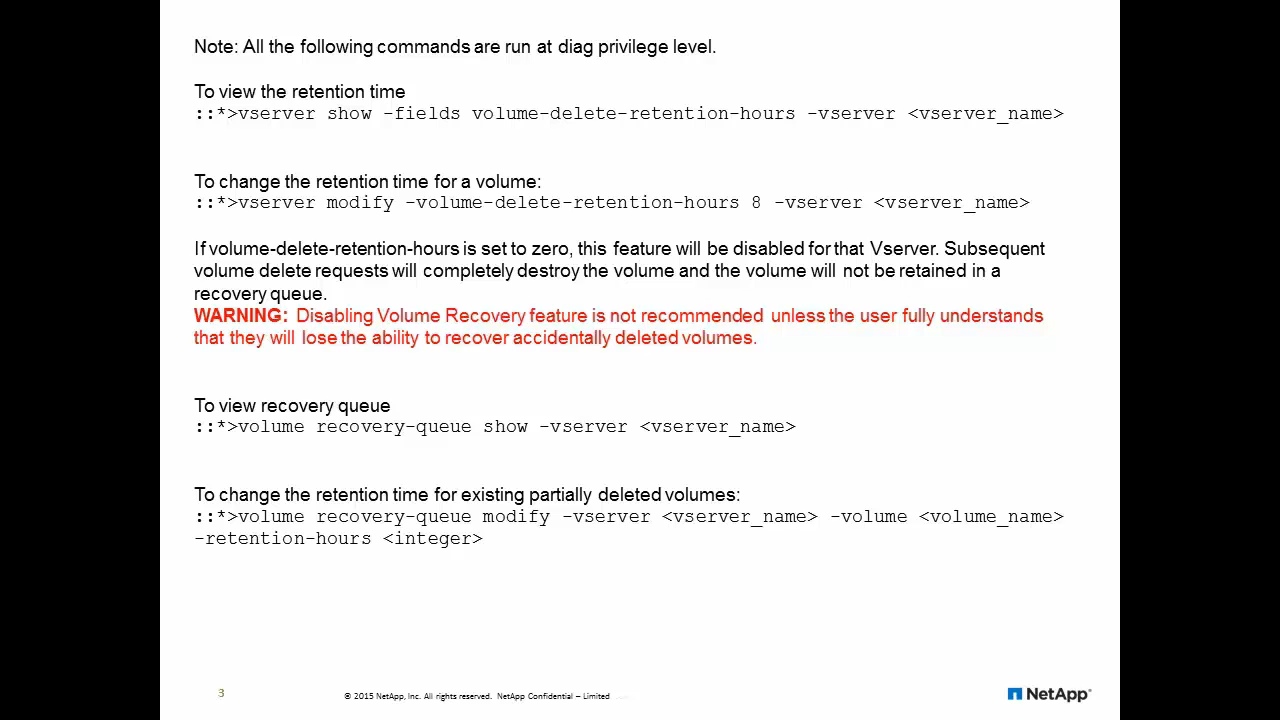 Note: All the following commands are run at diag privilege level.
To view the retention time
::*>vserver show -fields volume-delete-retention-hours -vserver <vserver_name>
To change the retention time for a volume:
::*>vserver modify -volume-delete-retention-hours 8 -vserver <vserver_name>
If volume-delete-retention-hours is set to zero, this feature will be disabled for that Vserver. Subsequent
volume delete requests will completely destroy the volume and the volume will not be retained in a
recovery queue.
WARNING: Disabling Volume Recovery feature is not recommended unless the user fully understands
that they will lose the ability to recover accidentally deleted volumes.
To view recovery queue
::*>volume recovery-queue show -vserver <vserver_name>
To change the retention time for existing partially deleted volumes:
::*>volume recovery-queue modify -vserver <vserver_name> -volume <volume_name>
-retention-hours <integer>
3
© 2015 NetApp, Inc. All rights reserved. NetApp Confidential – Limited
NetApp